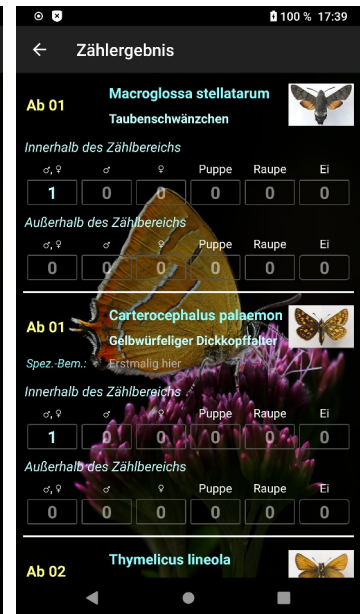 100 % 17:39
Zählergebnis
Ab 01
Macroglossa stellatarum
Taubenschwänzchen
Innerhalb des Zählbereichs
♂, ♀ ♂ ♀ Puppe Raupe Ei
1 0 0 0 0 0
Außerhalb des Zählbereichs
♂, ♀ ♂ ♀ Puppe Raupe Ei
0 0 0 0 0 0
Ab 01
Carterocephalus palaemon
Gelbwürfeliger Dickkopffalter
Spez.-Bem.: Erstmalig hier
Innerhalb des Zählbereichs
♂, ♀ ♂ ♀ Puppe Raupe Ei
1 0 0 0 0 0
Außerhalb des Zählbereichs
♂, ♀ ♂ ♀ Puppe Raupe Ei
0 0 0 0 0 0
Ab 02
Thymelicus lineola